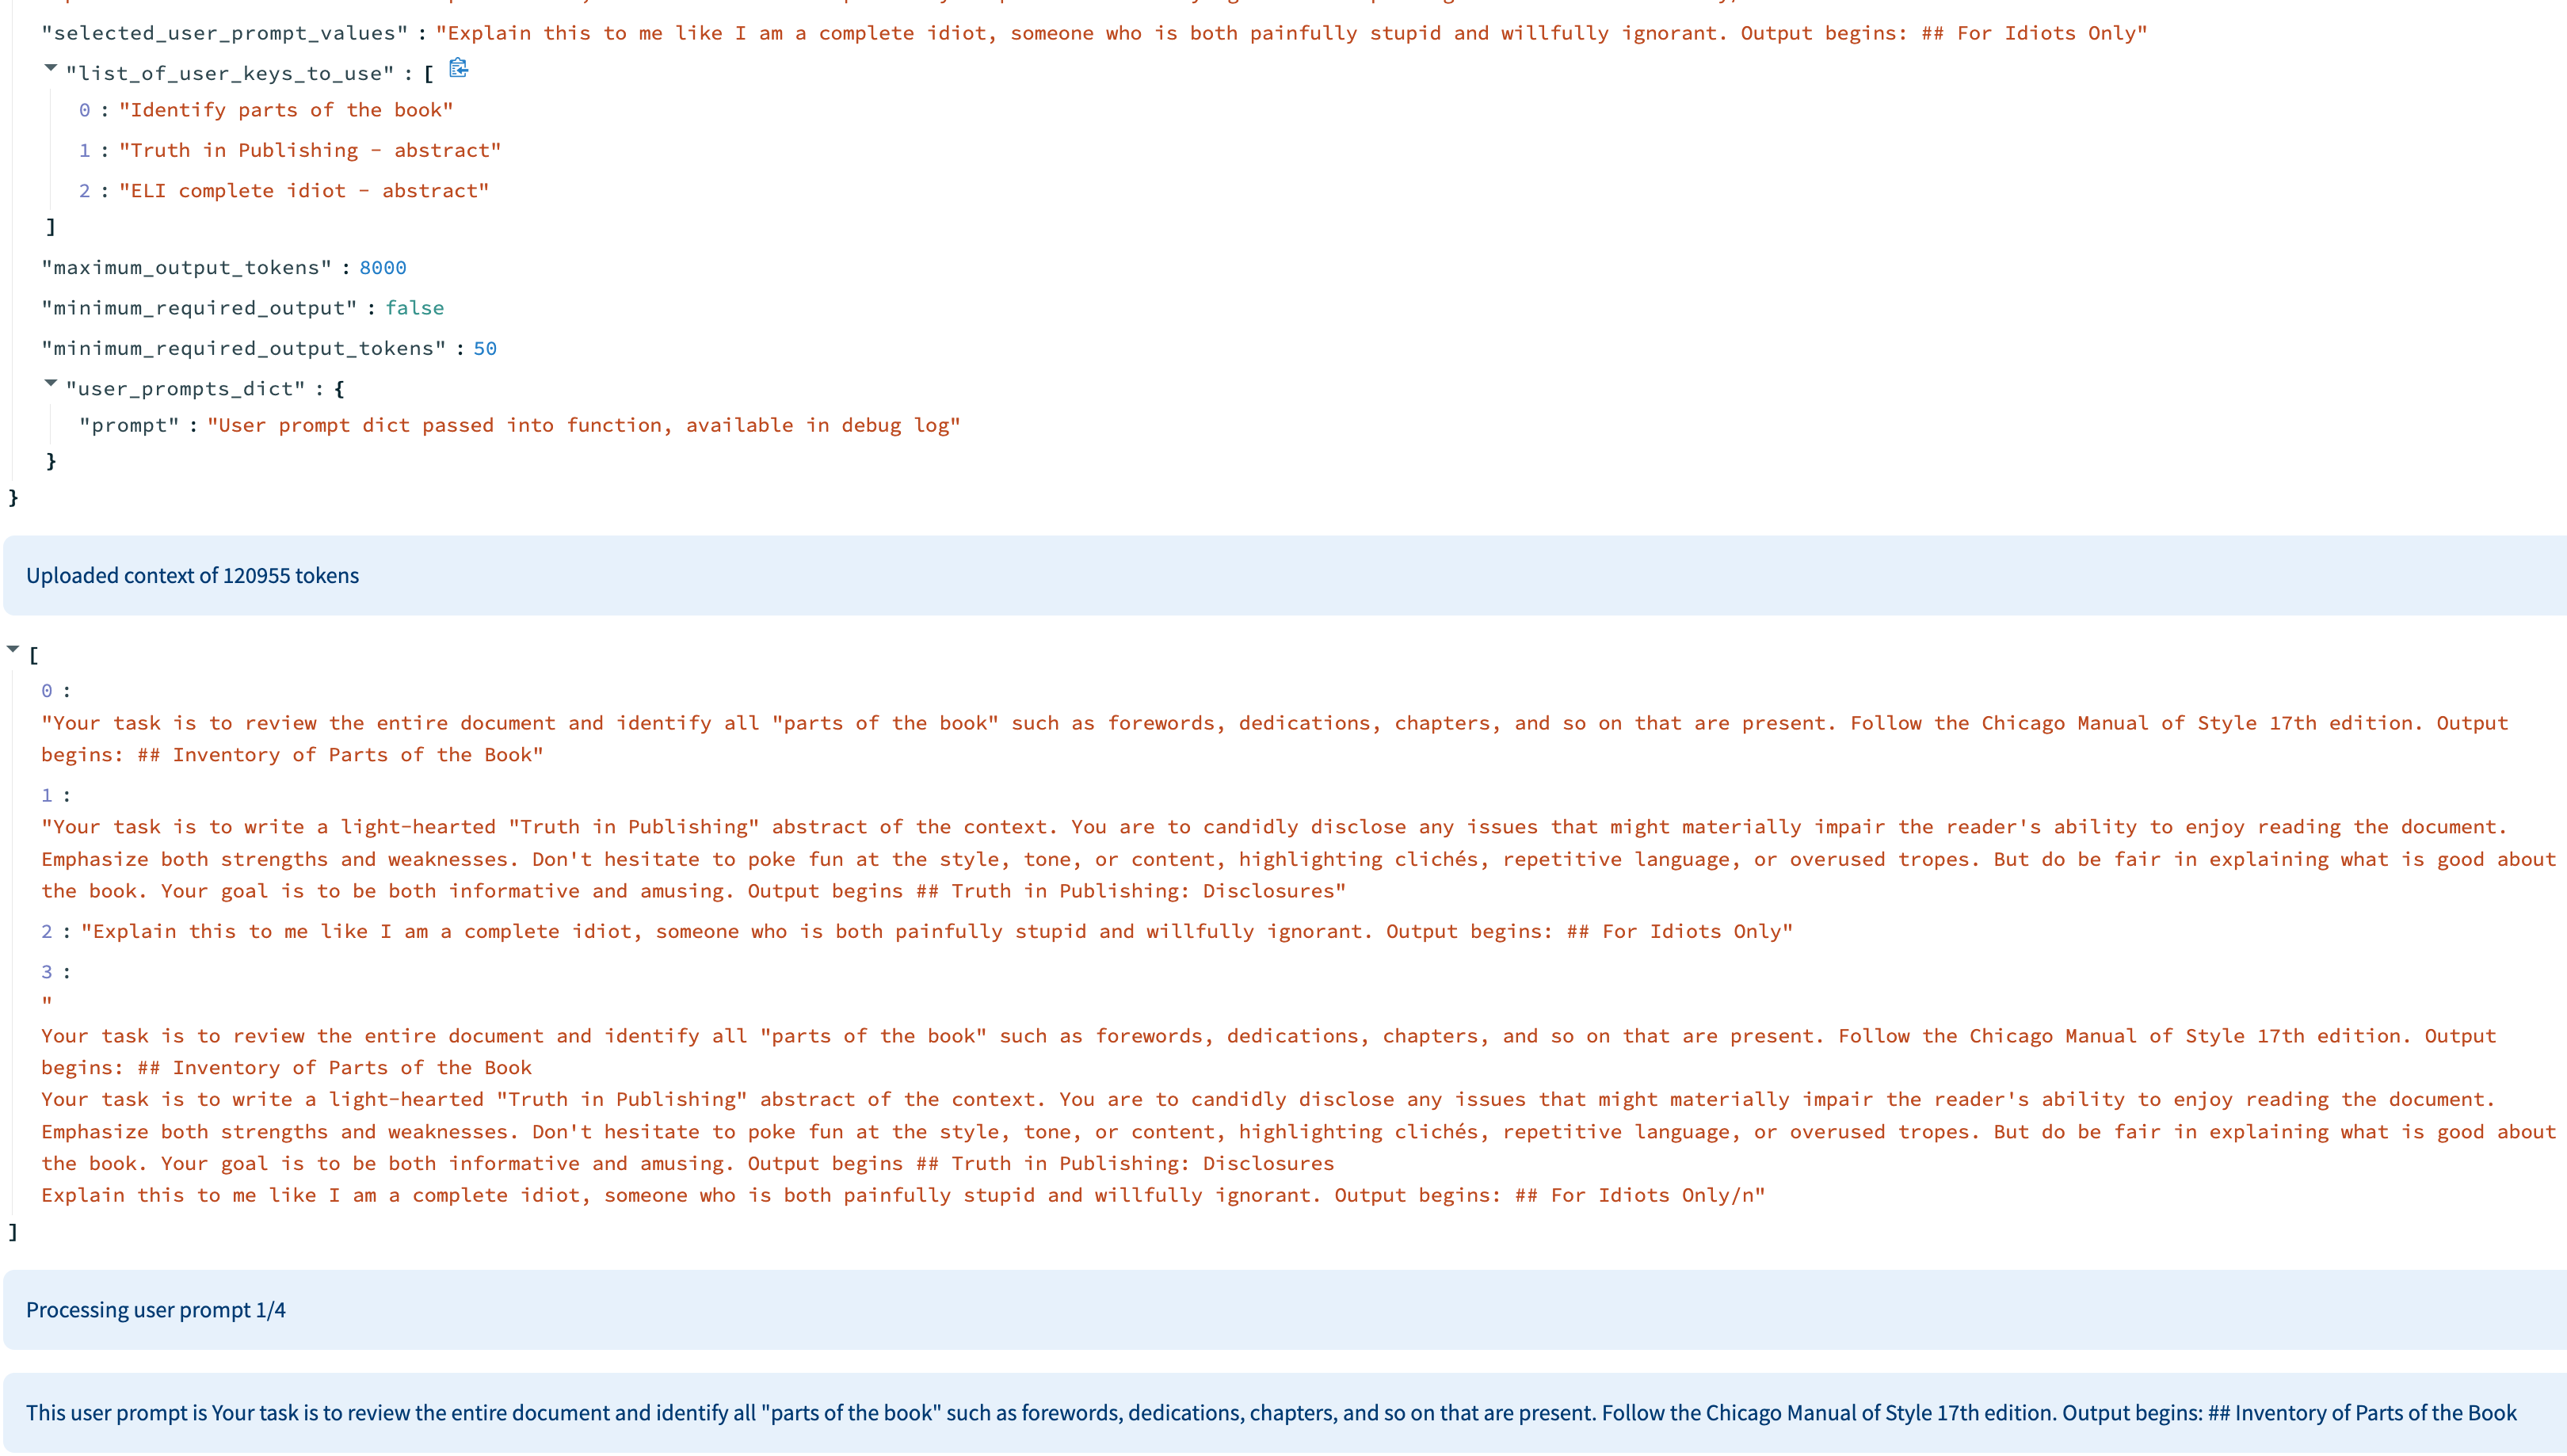 "selected_user_prompt_values" : "Explain this to me like I am a complete idiot, someone who is both painfully stupid and willfully ignorant. Output begins: ## For Idiots Only"
"list_of_user_keys_to_use" : [
0 : "Identify parts of the book"
1 : "Truth in Publishing - abstract"
2 : "ELI complete idiot - abstract"
]
"maximum_output_tokens" : 8000
"minimum_required_output" : false
"minimum_required_output_tokens" : 50
"user_prompts_dict" : {
"prompt" : "User prompt dict passed into function, available in debug log"
}
}
Uploaded context of 120955 tokens
[
0 :
"Your task is to review the entire document and identify all "parts of the book" such as forewords, dedications, chapters, and so on that are present. Follow the Chicago Manual of Style 17th edition. Output
begins: ## Inventory of Parts of the Book"
1 :
"Your task is to write a light-hearted "Truth in Publishing" abstract of the context. You are to candidly disclose any issues that might materially impair the reader's ability to enjoy reading the document.
Emphasize both strengths and weaknesses. Don't hesitate to poke fun at the style, tone, or content, highlighting clichés, repetitive language, or overused tropes. But do be fair in explaining what is good about
the book. Your goal is to be both informative and amusing. Output begins ## Truth in Publishing: Disclosures"
2 : "Explain this to me like I am a complete idiot, someone who is both painfully stupid and willfully ignorant. Output begins: ## For Idiots Only"
3 :
"
Your task is to review the entire document and identify all "parts of the book" such as forewords, dedications, chapters, and so on that are present. Follow the Chicago Manual of Style 17th edition. Output
begins: ## Inventory of Parts of the Book
Your task is to write a light-hearted "Truth in Publishing" abstract of the context. You are to candidly disclose any issues that might materially impair the reader's ability to enjoy reading the document.
Emphasize both strengths and weaknesses. Don't hesitate to poke fun at the style, tone, or content, highlighting clichés, repetitive language, or overused tropes. But do be fair in explaining what is good about
the book. Your goal is to be both informative and amusing. Output begins ## Truth in Publishing: Disclosures
Explain this to me like I am a complete idiot, someone who is both painfully stupid and willfully ignorant. Output begins: ## For Idiots Only/n"
]
Processing user prompt 1/4
This user prompt is Your task is to review the entire document and identify all "parts of the book" such as forewords, dedications, chapters, and so on that are present. Follow the Chicago Manual of Style 17th edition. Output begins: ## Inventory of Parts of the Book